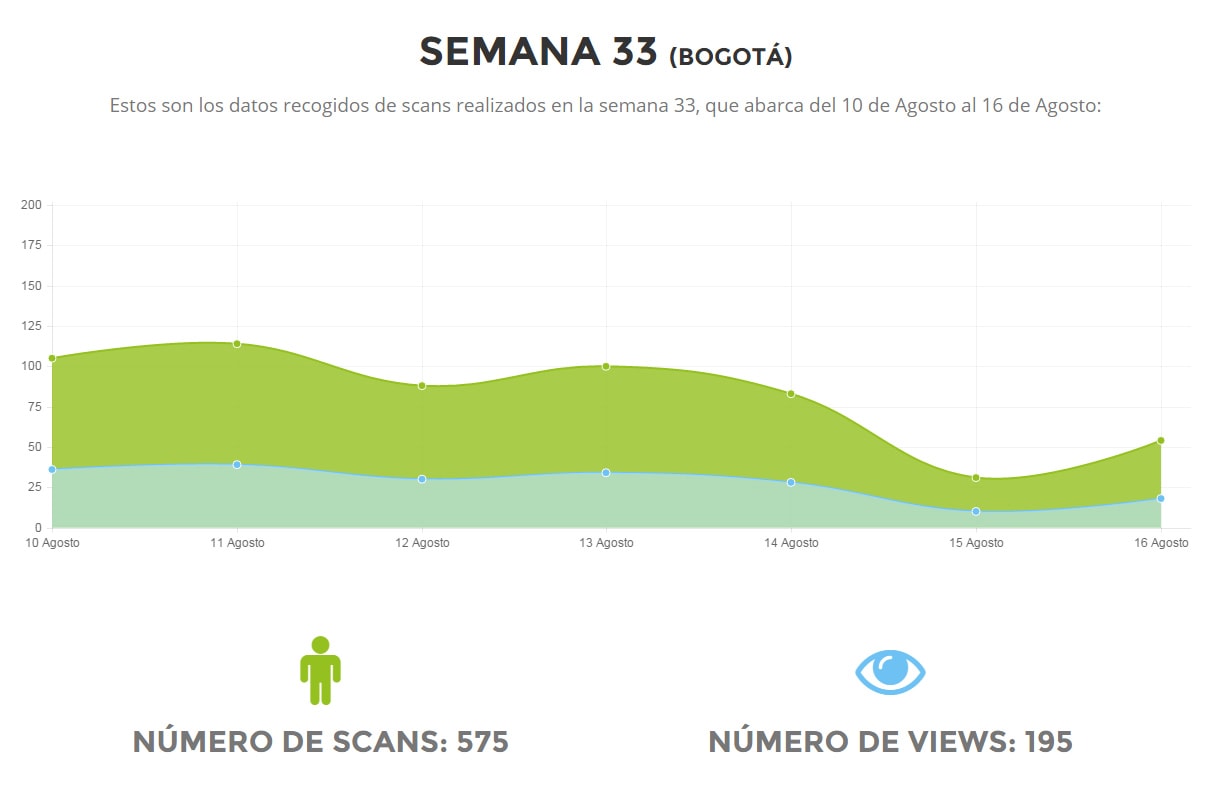 SEMANA 33 (BOGOTÁ)
Estos son los datos recogidos de scans realizados en la semana 33, que abarca del 10 de Agosto al 16 de Agosto:
200
175
150
125
100
75
50
25
0
10 Agosto 11 Agosto 12 Agosto 13 Agosto 14 Agosto 15 Agosto 16 Agosto
NÚMERO DE SCANS: 575 NÚMERO DE VIEWS: 195